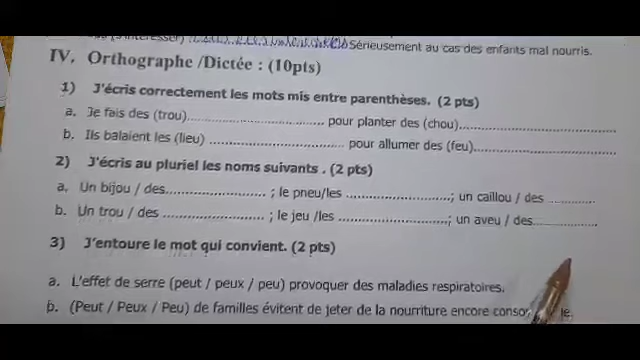 Sérieusement au cas des enfants mal nourris.
IV. Orthographe /Dictée : (10pts)
1) J'écris correctement les mots mis entre parenthèses. (2 pts)
a. Je fais des (trou)................................ pour planter des (chou)................................
b. Ils balaient les (lieu) ................................ pour allumer des (feu)................................
2) J'écris au pluriel les noms suivants . (2 pts)
a. Un bijou / des........................ ; le pneu/les ........................; un caillou / des ............
b. Un trou / des ........................ ; le jeu /les ........................; un aveu / des................
3) J'entoure le mot qui convient. (2 pts)
a. L'effet de serre (peut / peux / peu) provoquer des maladies respiratoires.
b. (Peut / Peux / Peu) de familles évitent de jeter de la nourriture encore